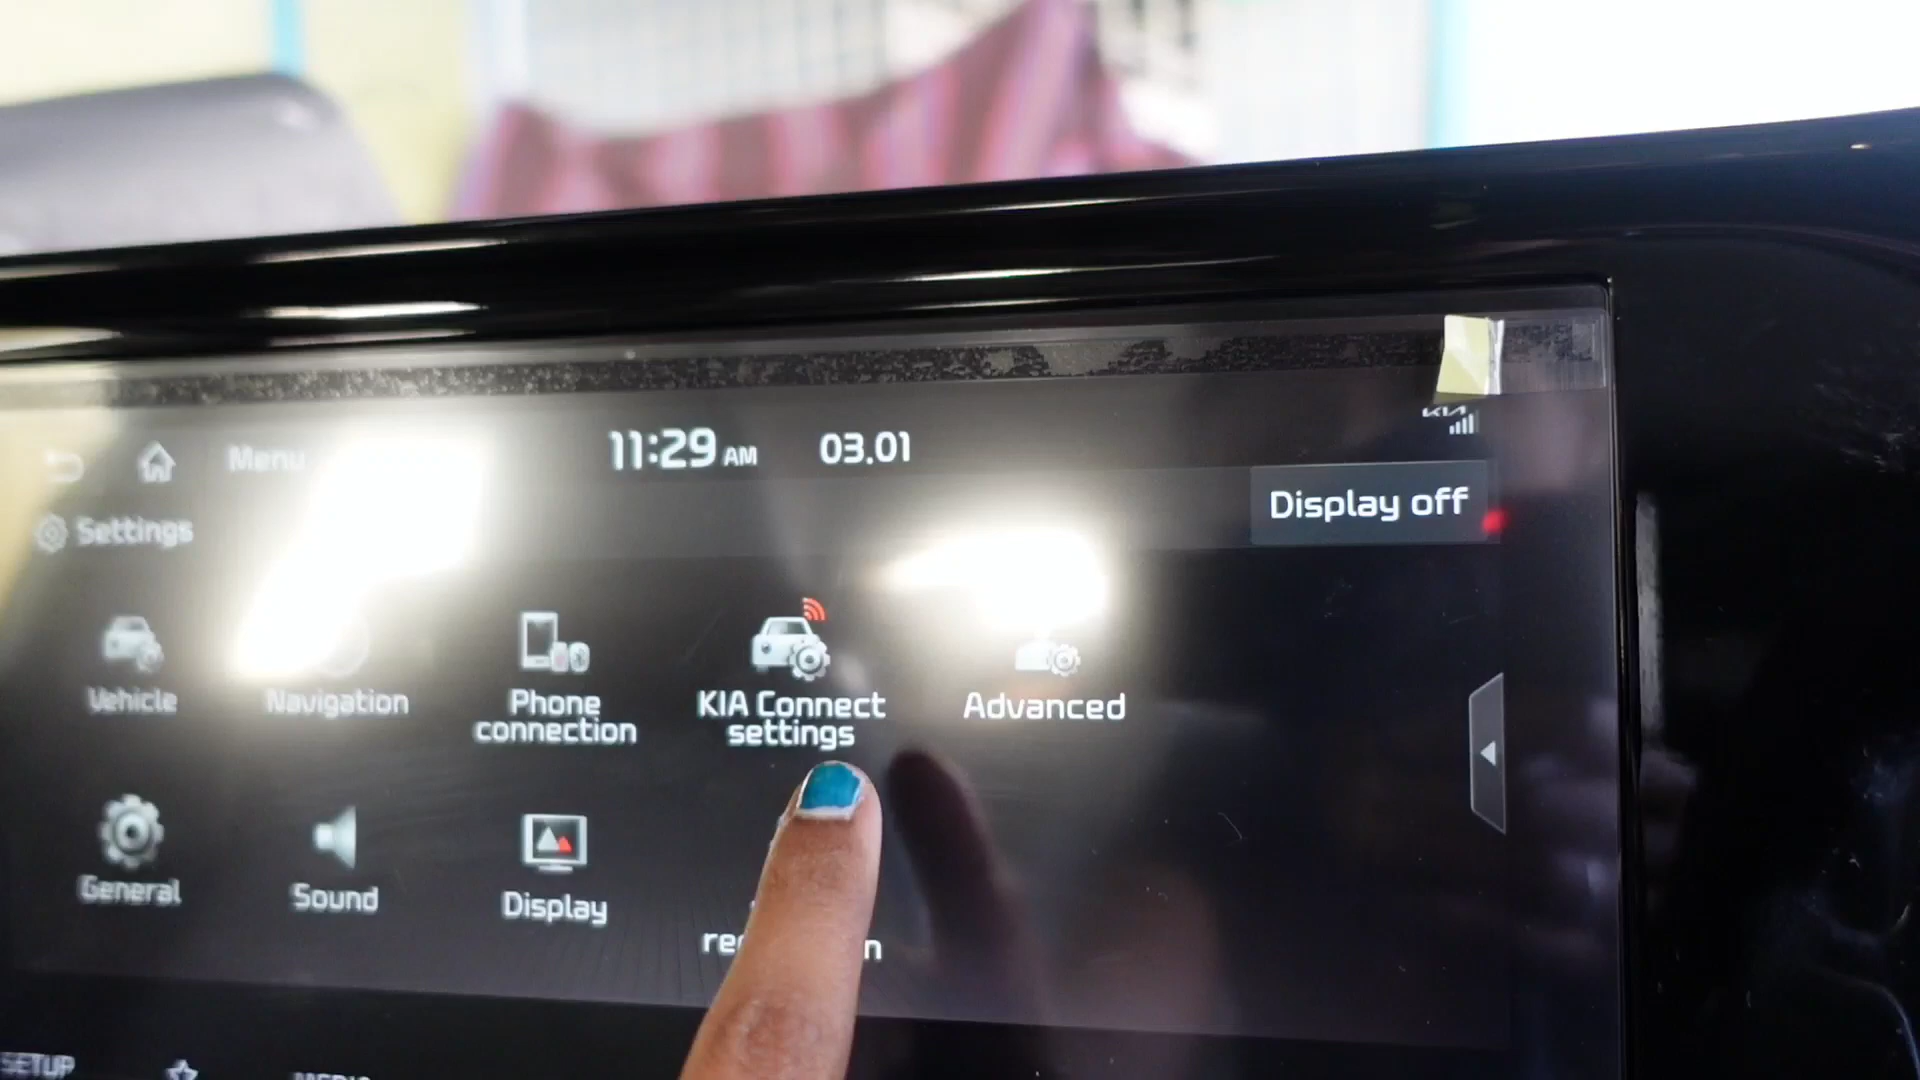 KIA
Menu 11:29 AM 03.01
Settings Display off
Vehicle
Navigation
Phone
connection
KIA Connect
settings
Advanced
General
Sound
Display
SETUP